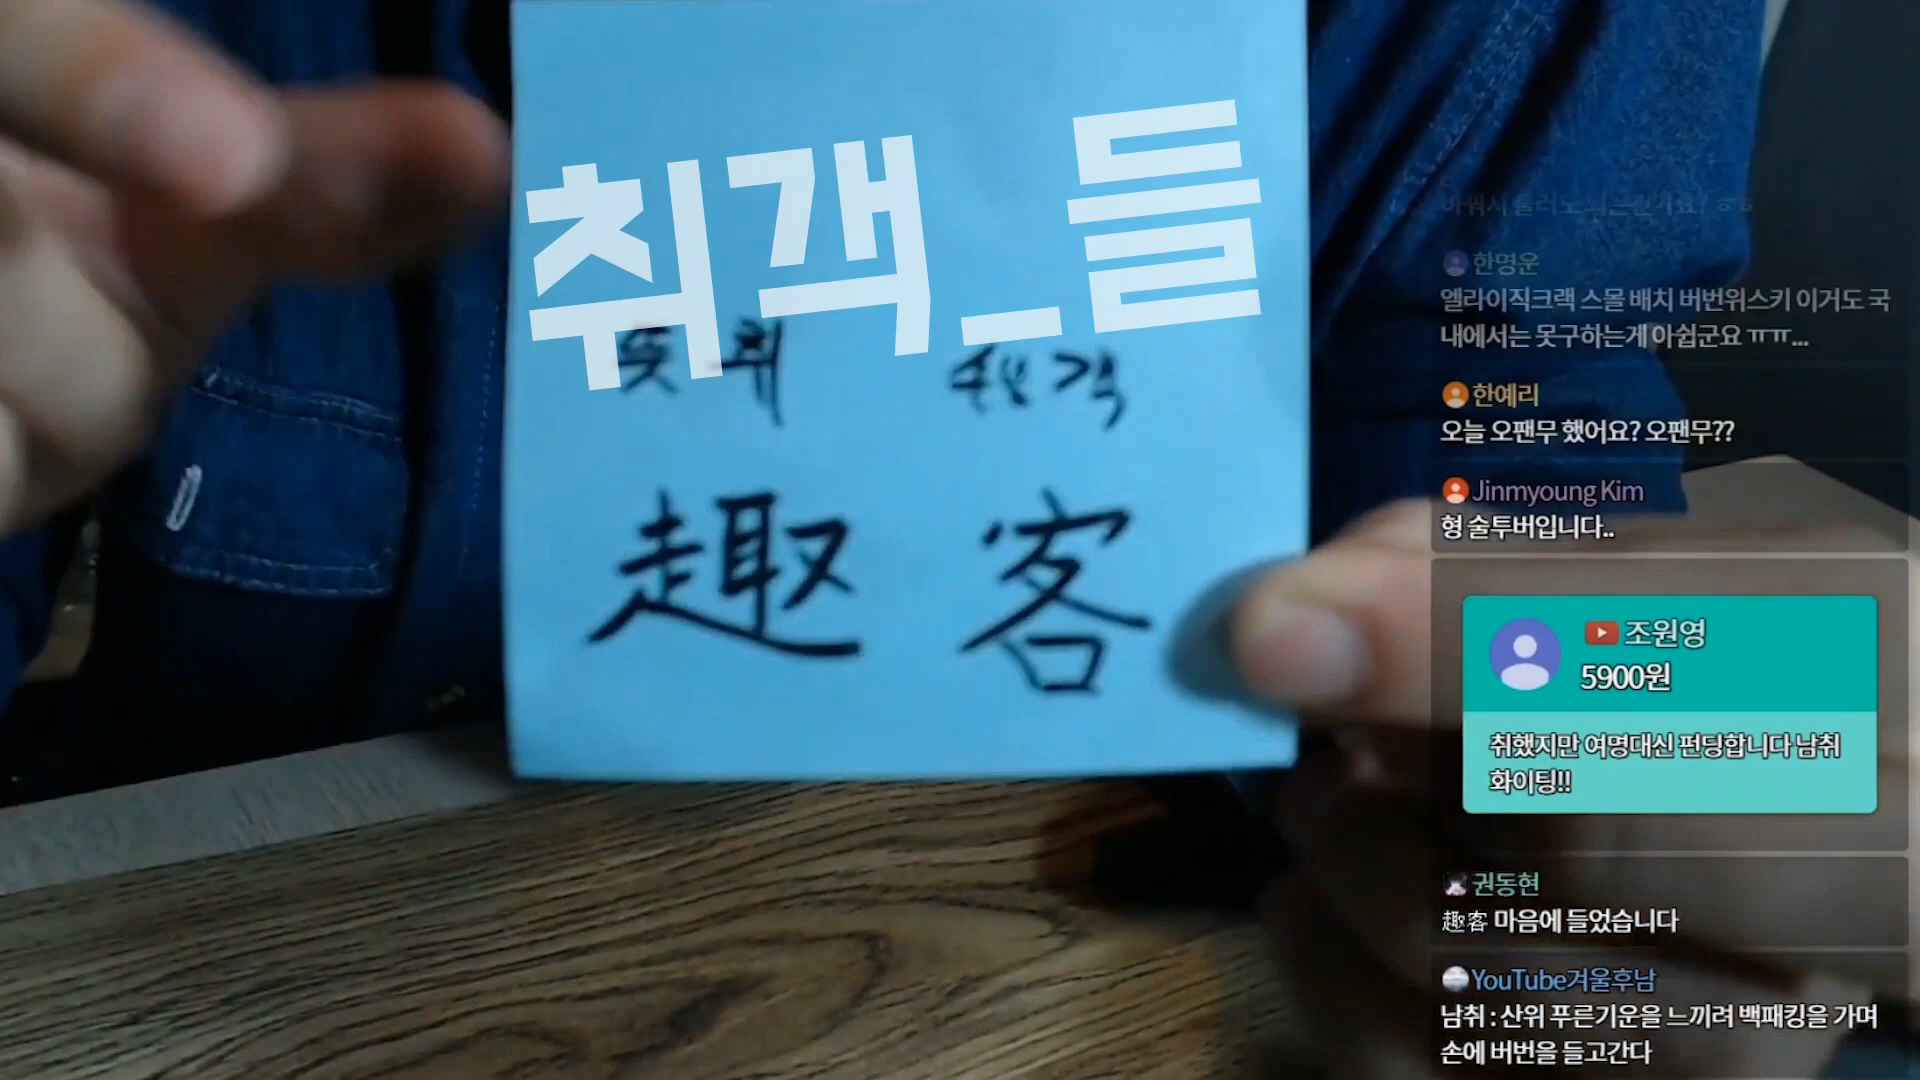 취객_들
뜻 취 손님 객
趣 客
한명운
엘라이직크랙 스몰 배치 버번위스키 이거도 국
내에서는 못구하는게 아쉽군요 ㅠㅠ...
한예리
오늘 오팬무 했어요? 오팬무??
Jinmyoung Kim
형 술투버입니다..
조원영
5900원
취했지만 여명대신 펀딩합니다 남취
화이팅!!
권동현
趣客 마음에 들었습니다
YouTube겨울후남
남취 : 산위 푸른기운을 느끼려 백패킹을 가며
손에 버번을 들고간다